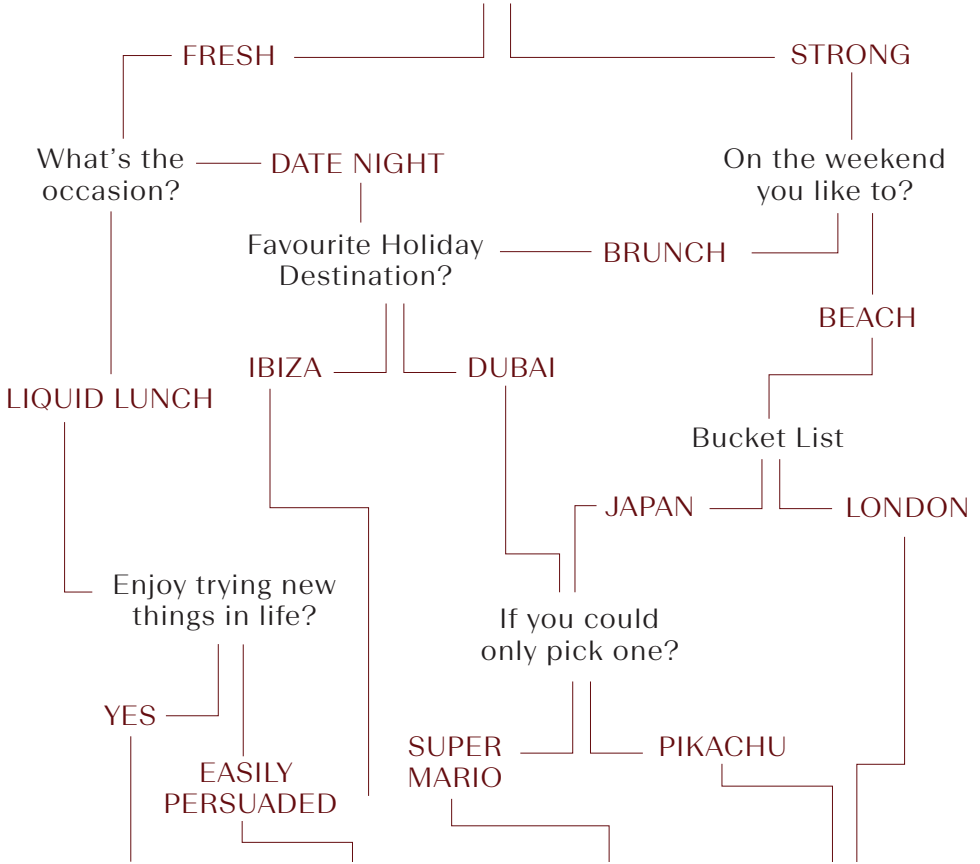 FRESH
STRONG
What's the
occasion?
DATE NIGHT
On the weekend
you like to?
Favourite Holiday
Destination?
BRUNCH
BEACH
IBIZA
DUBAI
LIQUID LUNCH
Bucket List
JAPAN
LONDON
Enjoy trying new
things in life?
If you could
only pick one?
YES
SUPER
MARIO
PIKACHU
EASILY
PERSUADED